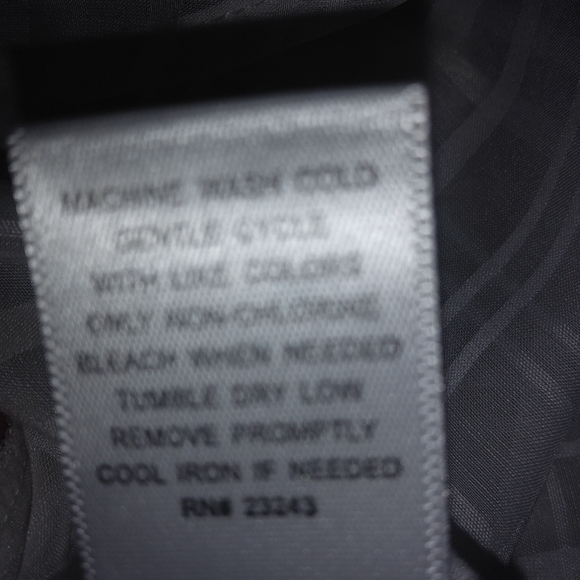 MACHINE WASH COLD
GENTLE CYCLE
WITH LIKE COLORS
ONLY NON-CHLORINE
BLEACH WHEN NEEDED
TUMBLE DRY LOW
REMOVE PROMPTLY
COOL IRON IF NEEDED
RN# 23243